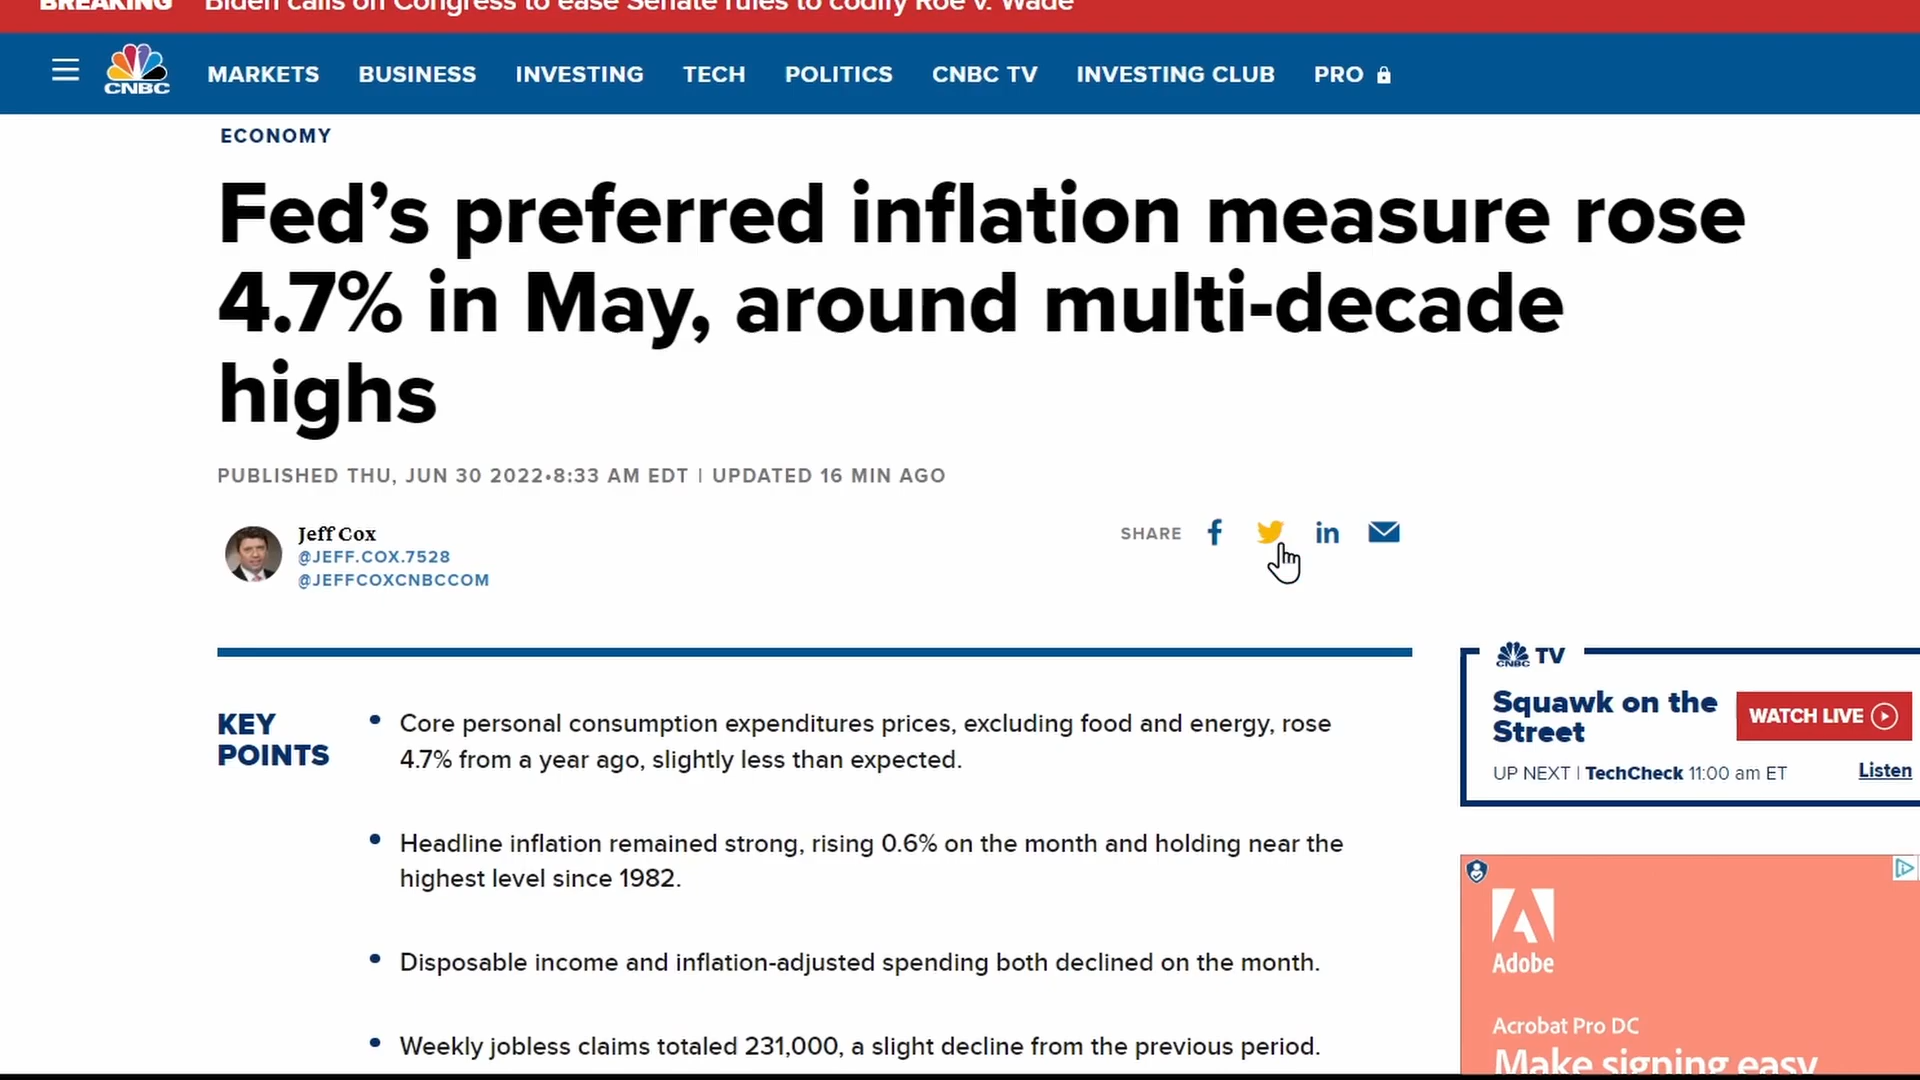 BREAKING Biden calls on Congress to ease Senate rules to codify Roe v. Wade
CNBC MARKETS BUSINESS INVESTING TECH POLITICS CNBC TV INVESTING CLUB PRO
ECONOMY
Fed’s preferred inflation measure rose
4.7% in May, around multi-decade
highs
PUBLISHED THU, JUN 30 2022•8:33 AM EDT | UPDATED 16 MIN AGO
Jeff Cox
@JEFF.COX.7528
@JEFFCOXCNBCCOM
SHARE
KEY
POINTS
Core personal consumption expenditures prices, excluding food and energy, rose
4.7% from a year ago, slightly less than expected.
Headline inflation remained strong, rising 0.6% on the month and holding near the
highest level since 1982.
Disposable income and inflation-adjusted spending both declined on the month.
Weekly jobless claims totaled 231,000, a slight decline from the previous period.
CNBC TV
Squawk on the
Street
WATCH LIVE
UP NEXT | TechCheck 11:00 am ET
Listen
Adobe
Acrobat Pro DC
Make signing easy